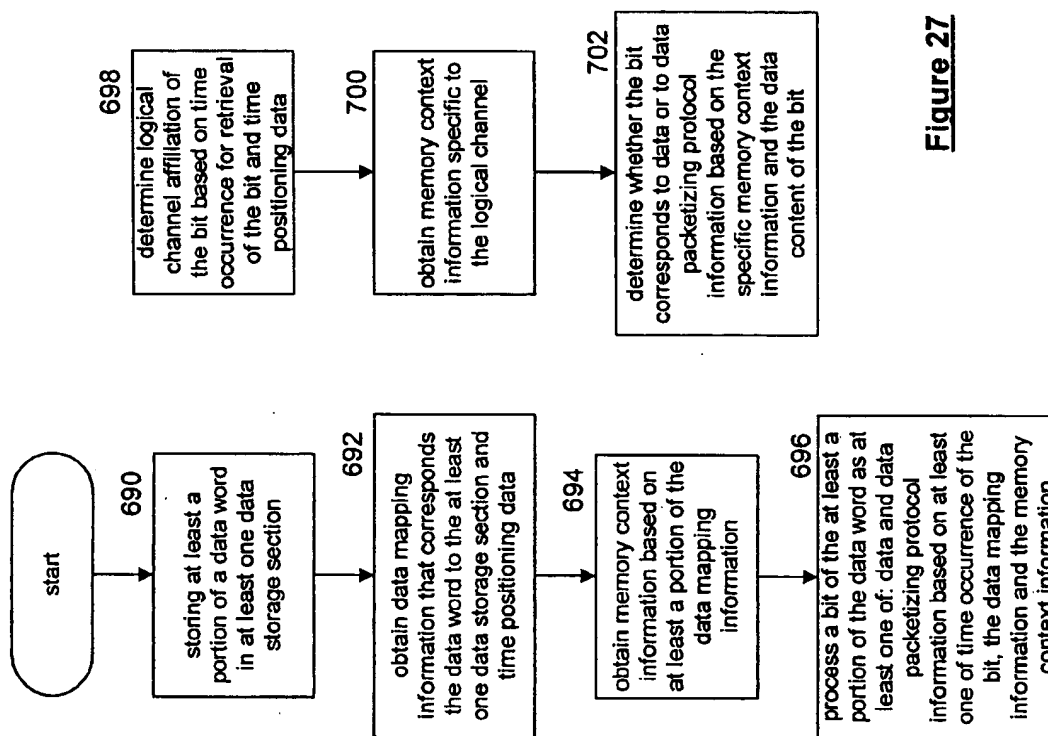 start
690
storing at least a
portion of a data word
in at least one data
storage section
692
obtain data mapping
information that corresponds
the data word to the at least
one data storage section and
time positioning data
694
obtain memory context
information based on
at least a portion of the
data mapping
information
696
process a bit of the at least a
portion of the data word as at
least one of: data and data
packetizing protocol
information based on at least
one of time occurrence of the
bit, the data mapping
information and the memory
context information
698
determine logical
channel affiliation of
the bit based on time
occurrence for retrieval
of the bit and time
positioning data
700
obtain memory context
information specific to
the logical channel
702
determine whether the bit
corresponds to data or to data
packetizing protocol
information based on the
specific memory context
information and the data
content of the bit
Figure 27